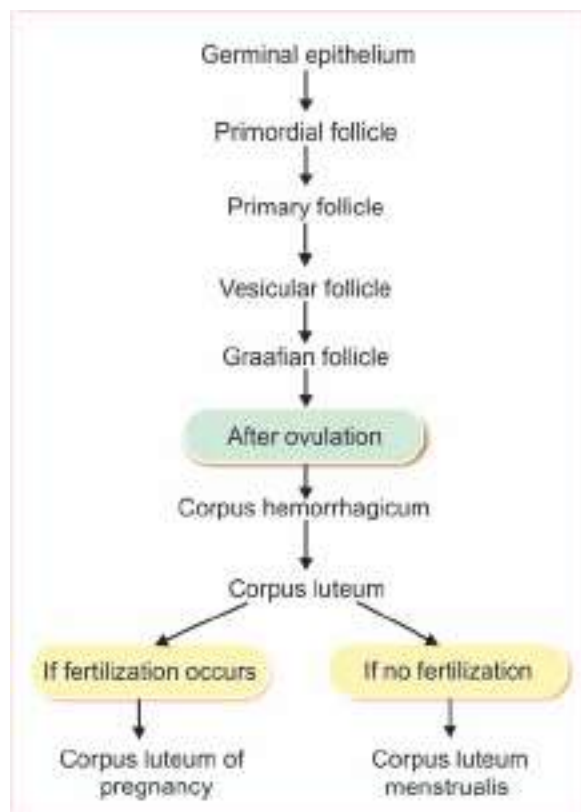 Germinal epithelium
Primordial follicle
Primary follicle
Vesicular follicle
Graafian follicle
After ovulation
Corpus hemorrhagicum
Corpus luteum
If fertilization occurs
If no fertilization
Corpus luteum of
pregnancy
Corpus luteum
menstrualis